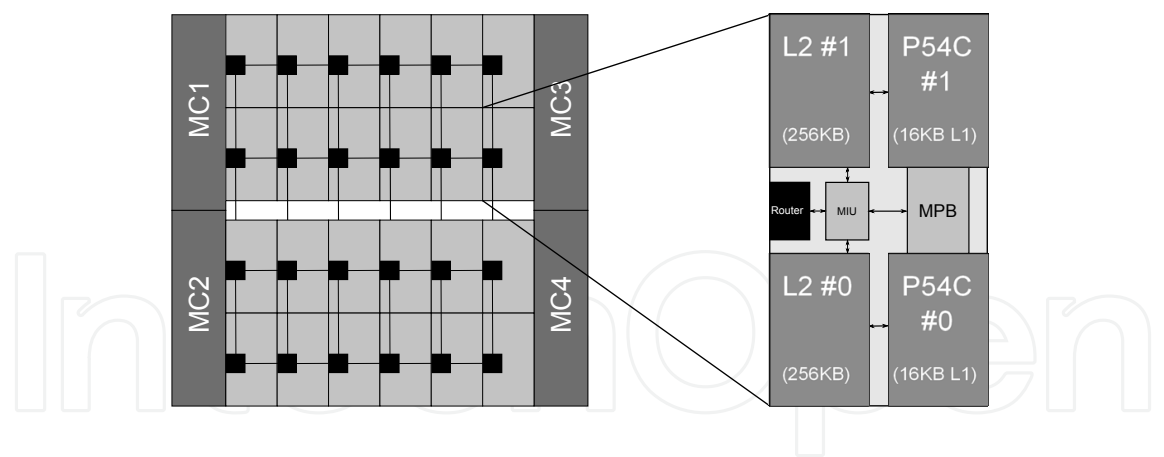 MC1
MC3
MC2
MC4
L2 #1
(256KB)
P54C
#1
(16KB L1)
Router
MIU
MPB
L2 #0
(256KB)
P54C
#0
(16KB L1)
IntechOpen